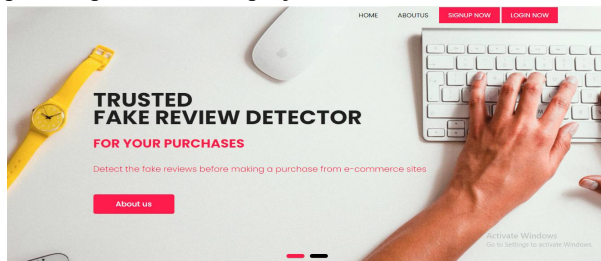 HOME ABOUTUS SIGNUP NOW LOGIN NOW
TRUSTED
FAKE REVIEW DETECTOR
FOR YOUR PURCHASES
Detect the fake reviews before making a purchase from e-commerce sites
About us
Activate Windows
Go to Settings to activate Windows.